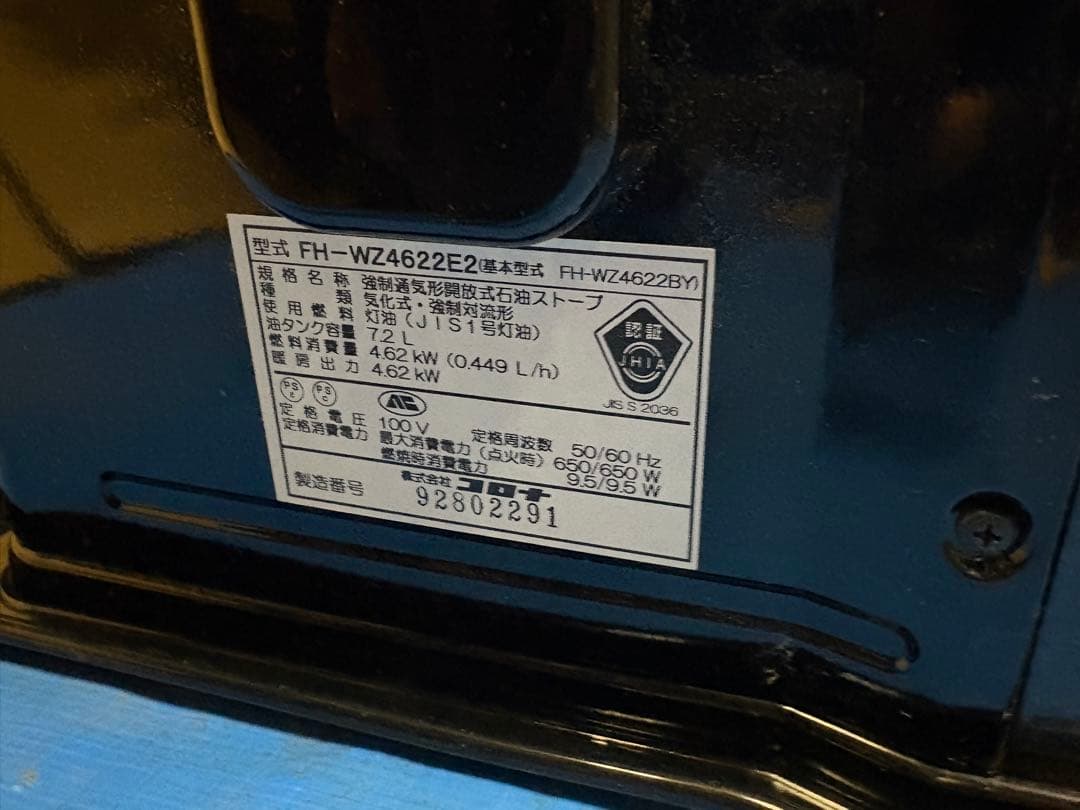 型式 FH-WZ4622E2(基本型式 FH-WZ4622BY)
規格名称 強制通気形開放式石油ストーブ
種類 気化式・強制対流形
使用燃料 灯油(JIS1号灯油)
油タンク容量 7.2 L
燃料消費量 4.62 kW (0.449 L/h)
暖房出力 4.62 kW
認証
JHIA
JIS S 2036
PS E
PS C
定格電圧 100 V 定格周波数 50/60 Hz
定格消費電力 最大消費電力(点火時) 650/650 W
燃焼時消費電力 9.5/9.5 W
株式会社 コロナ
製造番号 92802291